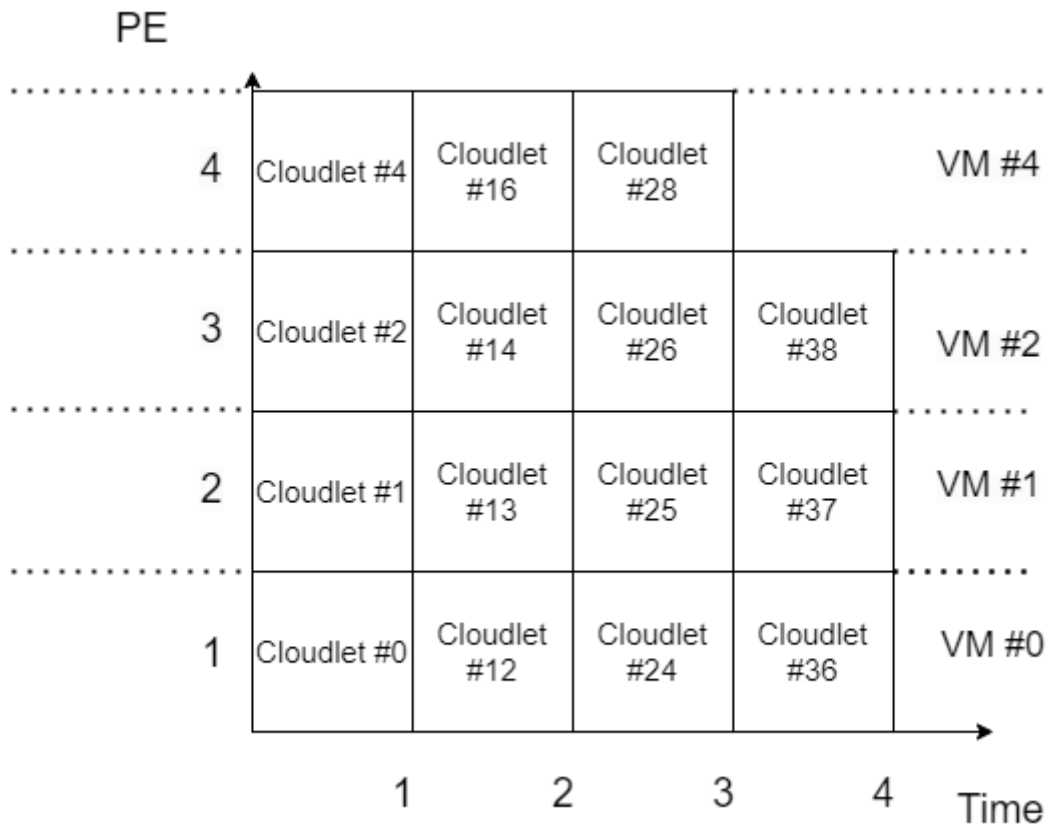 PE
4
Cloudlet #4
Cloudlet
#16
Cloudlet
#28
VM #4
3
Cloudlet #2
Cloudlet
#14
Cloudlet
#26
Cloudlet
#38
VM #2
2
Cloudlet #1
Cloudlet
#13
Cloudlet
#25
Cloudlet
#37
VM #1
1
Cloudlet #0
Cloudlet
#12
Cloudlet
#24
Cloudlet
#36
VM #0
1
2
3
4
Time